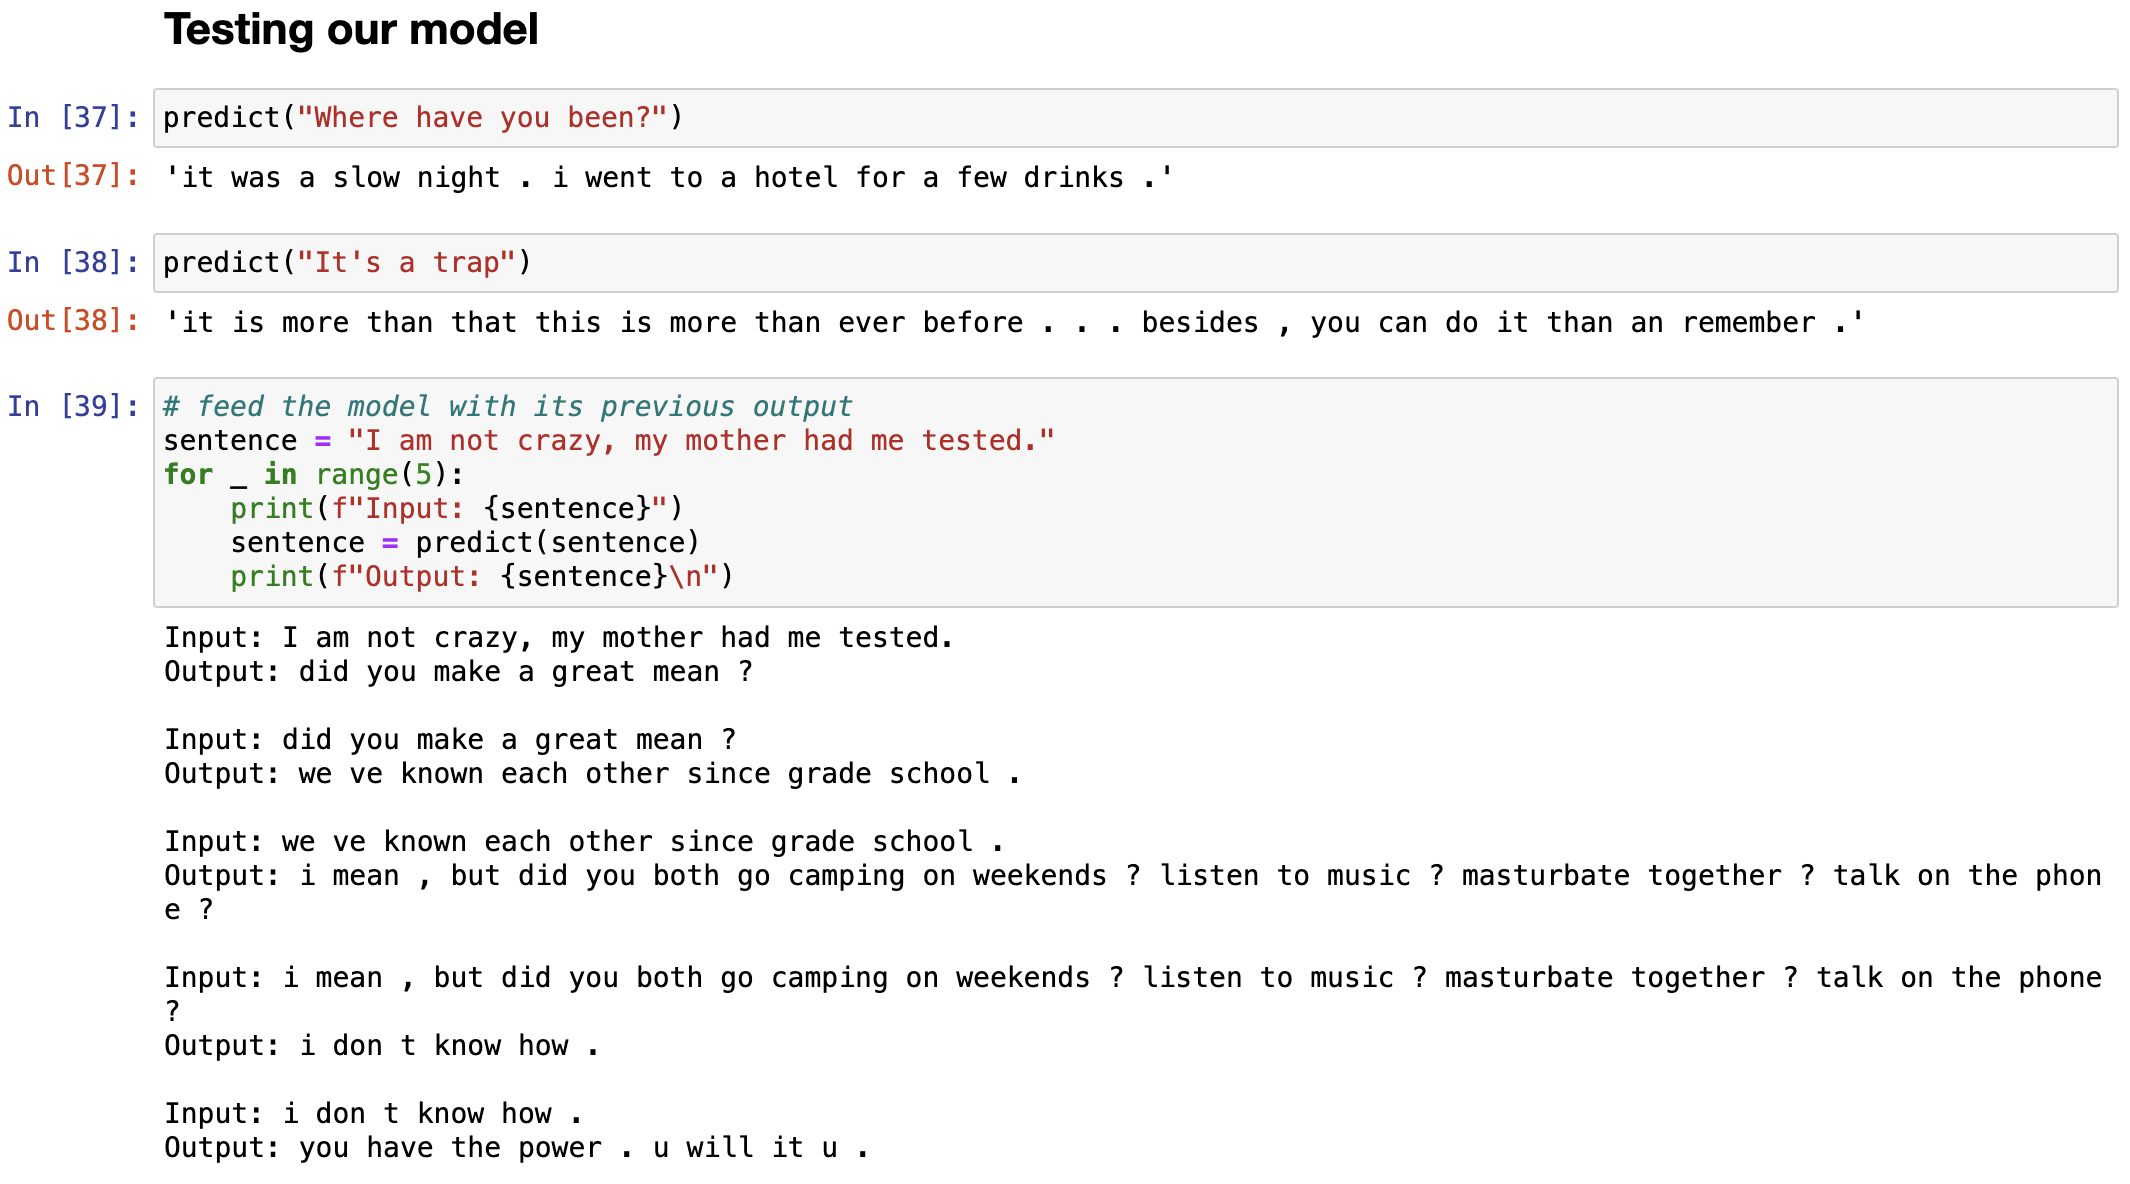 Testing our model
In [37]: predict("Where have you been?")
Out[37]: 'it was a slow night . i went to a hotel for a few drinks .'
In [38]: predict("It's a trap")
Out[38]: 'it is more than that this is more than ever before . . . besides , you can do it than an remember .'
In [39]: # feed the model with its previous output
sentence = "I am not crazy, my mother had me tested."
for _ in range(5):
    print(f"Input: {sentence}")
    sentence = predict(sentence)
    print(f"Output: {sentence}\n")
Input: I am not crazy, my mother had me tested.
Output: did you make a great mean ?
Input: did you make a great mean ?
Output: we ve known each other since grade school .
Input: we ve known each other since grade school .
Output: i mean , but did you both go camping on weekends ? listen to music ? masturbate together ? talk on the phon
e ?
Input: i mean , but did you both go camping on weekends ? listen to music ? masturbate together ? talk on the phone
?
Output: i don t know how .
Input: i don t know how .
Output: you have the power . u will it u .